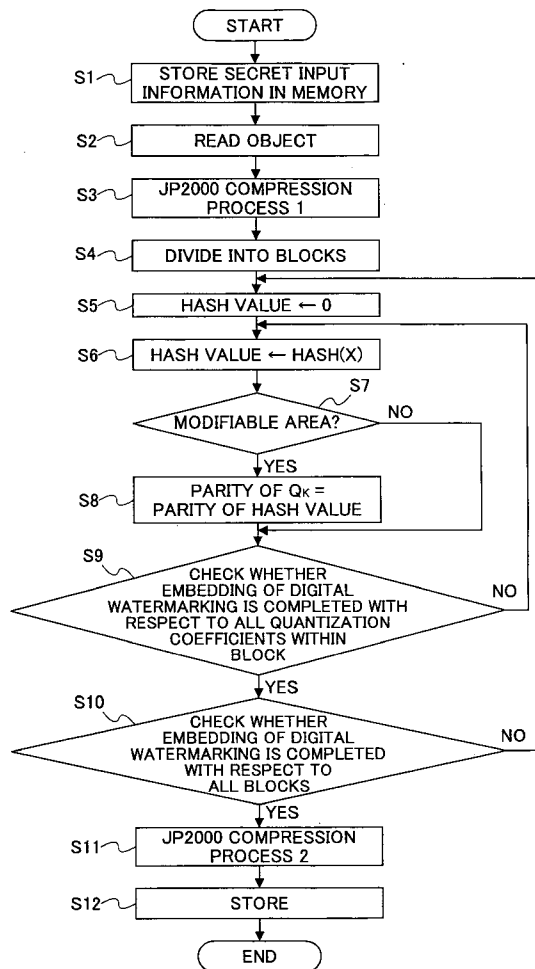 START
S1
STORE SECRET INPUT
INFORMATION IN MEMORY
S2
READ OBJECT
S3
JP2000 COMPRESSION
PROCESS 1
S4
DIVIDE INTO BLOCKS
S5
HASH VALUE ← 0
S6
HASH VALUE ← HASH(X)
S7
MODIFIABLE AREA?
NO
YES
S8
PARITY OF QK =
PARITY OF HASH VALUE
S9
CHECK WHETHER
EMBEDDING OF DIGITAL
WATERMARKING IS COMPLETED WITH
RESPECT TO ALL QUANTIZATION
COEFFICIENTS WITHIN
BLOCK
NO
YES
S10
CHECK WHETHER
EMBEDDING OF DIGITAL
WATERMARKING IS COMPLETED
WITH RESPECT TO
ALL BLOCKS
NO
YES
S11
JP2000 COMPRESSION
PROCESS 2
S12
STORE
END